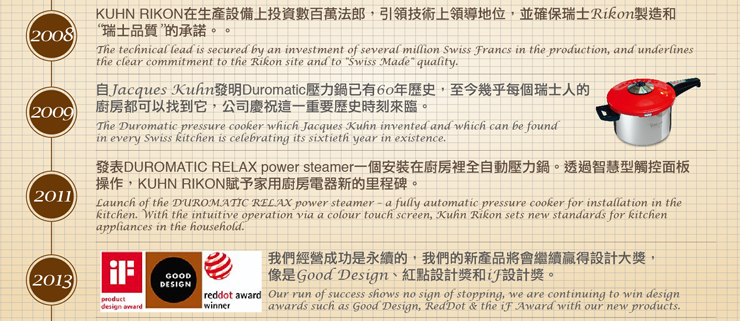 2008
KUHN RIKON在生產設備上投資數百萬法郎，引領技術上領導地位，並確保瑞士Rikon製造和
“瑞士品質”的承諾。。
The technical lead is secured by an investment of several million Swiss Francs in the production, and underlines
the clear commitment to the Rikon site and to "Swiss Made" quality.
2009
自Jacques Kuhn發明Duromatic壓力鍋已有60年歷史，至今幾乎每個瑞士人的
廚房都可以找到它，公司慶祝這一重要歷史時刻來臨。
The Duromatic pressure cooker which Jacques Kuhn invented and which can be found
in every Swiss kitchen is celebrating its sixtieth year in existence.
2011
發表DUROMATIC RELAX power steamer一個安裝在廚房裡全自動壓力鍋。透過智慧型觸控面板
操作，KUHN RIKON賦予家用廚房電器新的里程碑。
Launch of the DUROMATIC RELAX power steamer – a fully automatic pressure cooker for installation in the
kitchen. With the intuitive operation via a colour touch screen, Kuhn Rikon sets new standards for kitchen
appliances in the household.
2013
iF
product
design award
GOOD
DESIGN
reddot award
winner
我們經營成功是永續的，我們的新產品將會繼續贏得設計大獎，
像是Good Design、紅點設計獎和iF設計獎。
Our run of success shows no sign of stopping, we are continuing to win design
awards such as Good Design, RedDot & the iF Award with our new products.